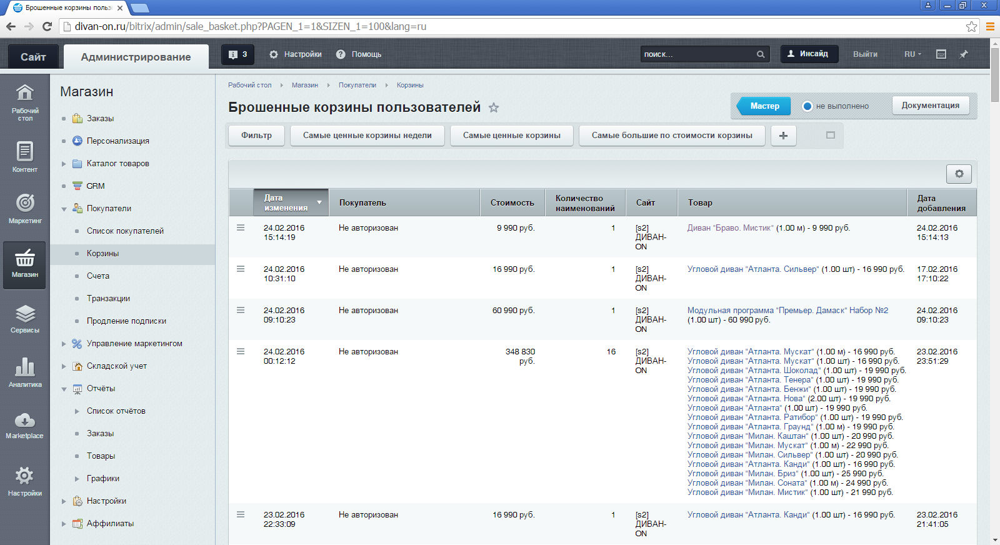 Брошенные корзины польз
divan-on.ru/bitrix/admin/sale_basket.php?PAGEN_1=1&SIZEN_1=100&lang=ru
Сайт
Администрирование
3
Настройки
Помощь
поиск...
Инсайд
Выйти
RU
Рабочий стол
Контент
Маркетинг
Магазин
Сервисы
Аналитика
Marketplace
Настройки
Магазин
Заказы
Персонализация
Каталог товаров
CRM
Покупатели
Список покупателей
Корзины
Счета
Транзакции
Продление подписки
Управление маркетингом
Складской учет
Отчёты
Список отчётов
Заказы
Товары
Графики
Настройки
Аффилиаты
Рабочий стол Магазин Покупатели Корзины
Брошенные корзины пользователей
Мастер
не выполнено
Документация
Фильтр
Самые ценные корзины недели
Самые ценные корзины
Самые большие по стоимости корзины
Дата изменения
Покупатель
Стоимость
Количество наименований
Сайт
Товар
Дата добавления
24.02.2016 15:14:19
Не авторизован
9 990 руб.
1
[s2] ДИВАН-ON
Диван "Браво. Мистик" (1.00 м) - 9 990 руб.
24.02.2016 15:14:13
24.02.2016 10:31:10
Не авторизован
16 990 руб.
1
[s2] ДИВАН-ON
Угловой диван "Атланта. Сильвер" (1.00 шт) - 16 990 руб.
17.02.2016 17:10:22
24.02.2016 09:10:23
Не авторизован
60 990 руб.
1
[s2] ДИВАН-ON
Модульная программа "Премьер. Дамаск" Набор №2
(1.00 шт) - 60 990 руб.
24.02.2016 09:10:23
24.02.2016 00:12:12
Не авторизован
348 830 руб.
16
[s2] ДИВАН-ON
Угловой диван "Атланта. Мускат" (1.00 м) - 16 990 руб.
Угловой диван "Атланта. Мускат" (1.00 шт) - 16 990 руб.
Угловой диван "Атланта. Шоколад" (1.00 шт) - 19 990 руб.
Угловой диван "Атланта. Тенера" (1.00 шт) - 19 990 руб.
Угловой диван "Атланта. Бенжи" (1.00 шт) - 19 990 руб.
Угловой диван "Атланта. Нова" (2.00 шт) - 19 990 руб.
Угловой диван "Атланта" (1.00 шт) - 19 990 руб.
Угловой диван "Атланта. Ратибор" (1.00 шт) - 19 990 руб.
Угловой диван "Атланта. Граунд" (1.00 м) - 19 990 руб.
Угловой диван "Милан. Каштан" (1.00 шт) - 20 990 руб.
Угловой диван "Милан. Мускат" (1.00 м) - 22 990 руб.
Угловой диван "Милан. Сильвер" (1.00 шт) - 20 990 руб.
Угловой диван "Атланта. Канди" (1.00 шт) - 16 990 руб.
Угловой диван "Милан. Бриз" (1.00 шт) - 25 990 руб.
Угловой диван "Милан. Соната" (1.00 м) - 24 990 руб.
Угловой диван "Милан. Мистик" (1.00 шт) - 21 990 руб.
23.02.2016 23:51:29
23.02.2016 22:33:09
Не авторизован
16 990 руб.
1
[s2] ДИВАН-ON
Угловой диван "Атланта. Канди" (1.00 шт) - 16 990 руб.
23.02.2016 21:41:05